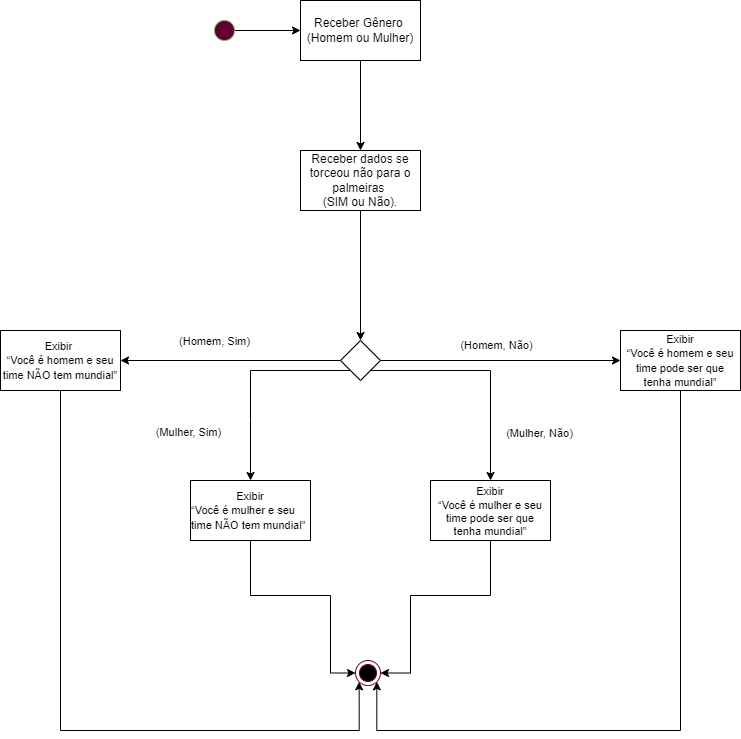 Receber Gênero
(Homem ou Mulher)
Receber dados se
torceou não para o
palmeiras
(SIM ou Não).
(Homem, Sim)
(Homem, Não)
Exibir
“Você é homem e seu
time NÃO tem mundial”
Exibir
“Você é homem e seu
time pode ser que
tenha mundial”
(Mulher, Sim)
(Mulher, Não)
Exibir
“Você é mulher e seu
time NÃO tem mundial”
Exibir
“Você é mulher e seu
time pode ser que
tenha mundial”